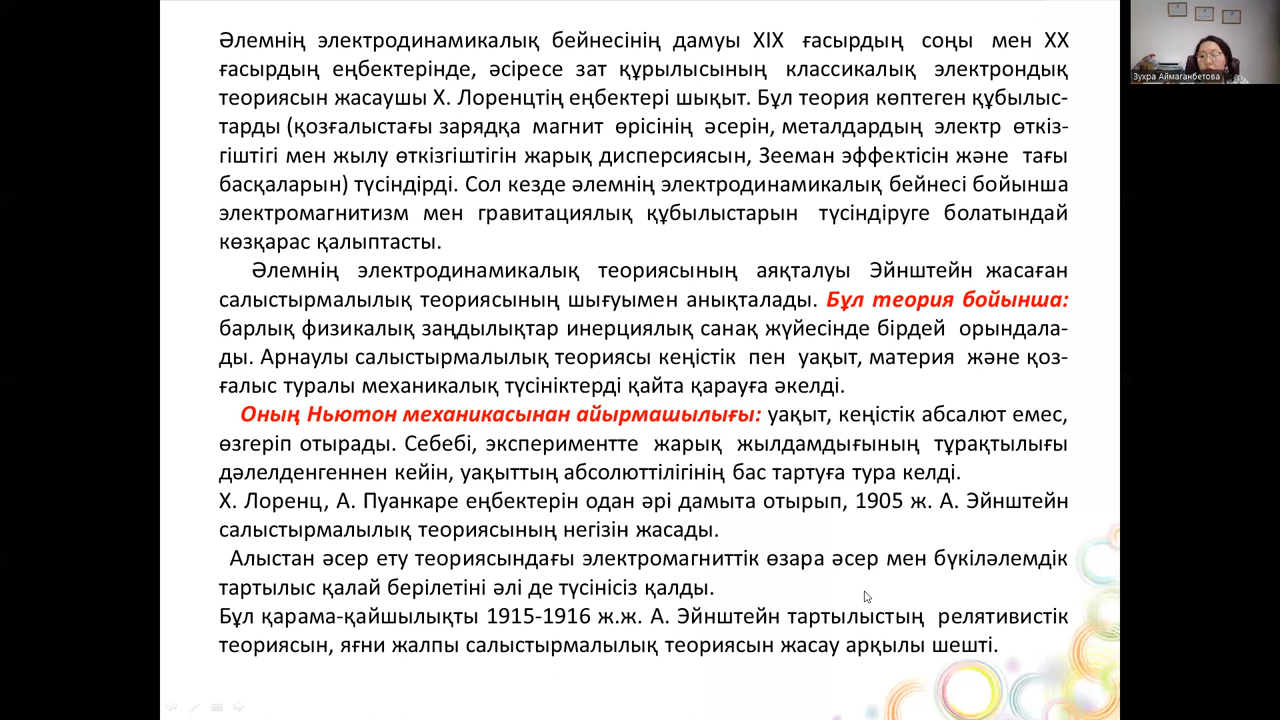 Әлемнің электродинамикалық бейнесінің дамуы XIX ғасырдың соңы мен XX
ғасырдың еңбектерінде, әсіресе зат құрылысының классикалық электрондық
теориясын жасаушы Х. Лоренцтің еңбектері шықыт. Бұл теория көптеген құбылыс-
тарды (қозғалыстағы зарядқа магнит өрісінің әсерін, металдардың электр өткіз-
гіштігі мен жылу өткізгіштігін жарық дисперсиясын, Зееман эффектісін және тағы
басқаларын) түсіндірді. Сол кезде әлемнің электродинамикалық бейнесі бойынша
электромагнитизм мен гравитациялық құбылыстарын түсіндіруге болатындай
көзқарас қалыптасты.
Әлемнің электродинамикалық теориясының аяқталуы Эйнштейн жасаған
салыстырмалылық теориясының шығуымен анықталады. Бұл теория бойынша:
барлық физикалық заңдылықтар инерциялық санақ жүйесінде бірдей орындала-
ды. Арнаулы салыстырмалылық теориясы кеңістік пен уақыт, материя және қоз-
ғалыс туралы механикалық түсініктерді қайта қарауға әкелді.
Оның Ньютон механикасынан айырмашылығы: уақыт, кеңістік абсалют емес,
өзгеріп отырады. Себебі, экспериментте жарық жылдамдығының тұрақтылығы
дәлелденгеннен кейін, уақыттың абсолюттілігінің бас тартуға тура келді.
Х. Лоренц, А. Пуанкаре еңбектерін одан әрі дамыта отырып, 1905 ж. А. Эйнштейн
салыстырмалылық теориясының негізін жасады.
Алыстан әсер ету теориясындағы электромагниттік өзара әсер мен бүкіләлемдік
тартылыс қалай берілетіні әлі де түсінісіз қалды.
Бұл қарама-қайшылықты 1915-1916 ж.ж. А. Эйнштейн тартылыстың релятивистік
теориясын, яғни жалпы салыстырмалылық теориясын жасау арқылы шешті.
Зухра Аймаганбетова